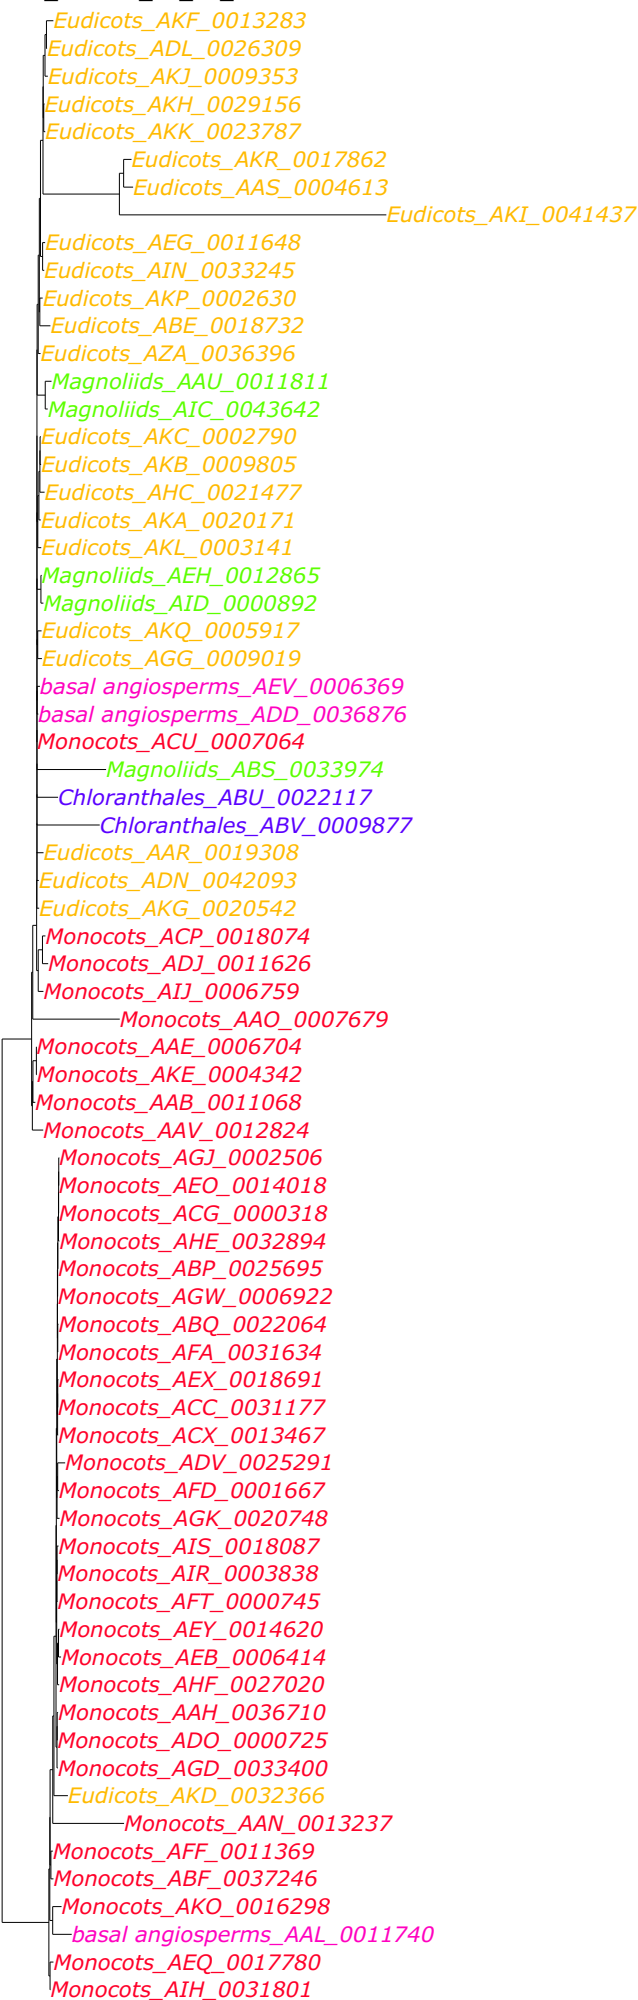 Eudicots_AKF_0013283
Eudicots_ADL_0026309
Eudicots_AKJ_0009353
Eudicots_AKH_0029156
Eudicots_AKK_0023787
Eudicots_AKR_0017862
Eudicots_AAS_0004613
Eudicots_AKI_0041437
Eudicots_AEG_0011648
Eudicots_AIN_0033245
Eudicots_AKP_0002630
Eudicots_ABE_0018732
Eudicots_AZA_0036396
Magnoliids_AAU_0011811
Magnoliids_AIC_0043642
Eudicots_AKC_0002790
Eudicots_AKB_0009805
Eudicots_AHC_0021477
Eudicots_AKA_0020171
Eudicots_AKL_0003141
Magnoliids_AEH_0012865
Magnoliids_AID_0000892
Eudicots_AKQ_0005917
Eudicots_AGG_0009019
basal angiosperms_AEV_0006369
basal angiosperms_ADD_0036876
Monocots_ACU_0007064
Magnoliids_ABS_0033974
Chloranthales_ABU_0022117
Chloranthales_ABV_0009877
Eudicots_AAR_0019308
Eudicots_ADN_0042093
Eudicots_AKG_0020542
Monocots_ACP_0018074
Monocots_ADJ_0011626
Monocots_AIJ_0006759
Monocots_AAO_0007679
Monocots_AAE_0006704
Monocots_AKE_0004342
Monocots_AAB_0011068
Monocots_AAV_0012824
Monocots_AGJ_0002506
Monocots_AEO_0014018
Monocots_ACG_0000318
Monocots_AHE_0032894
Monocots_ABP_0025695
Monocots_AGW_0006922
Monocots_ABQ_0022064
Monocots_AFA_0031634
Monocots_AEX_0018691
Monocots_ACC_0031177
Monocots_ACX_0013467
Monocots_ADV_0025291
Monocots_AFD_0001667
Monocots_AGK_0020748
Monocots_AIS_0018087
Monocots_AIR_0003838
Monocots_AFT_0000745
Monocots_AEY_0014620
Monocots_AEB_0006414
Monocots_AHF_0027020
Monocots_AAH_0036710
Monocots_ADO_0000725
Monocots_AGD_0033400
Eudicots_AKD_0032366
Monocots_AAN_0013237
Monocots_AFF_0011369
Monocots_ABF_0037246
Monocots_AKO_0016298
basal angiosperms_AAL_0011740
Monocots_AEQ_0017780
Monocots_AIH_0031801